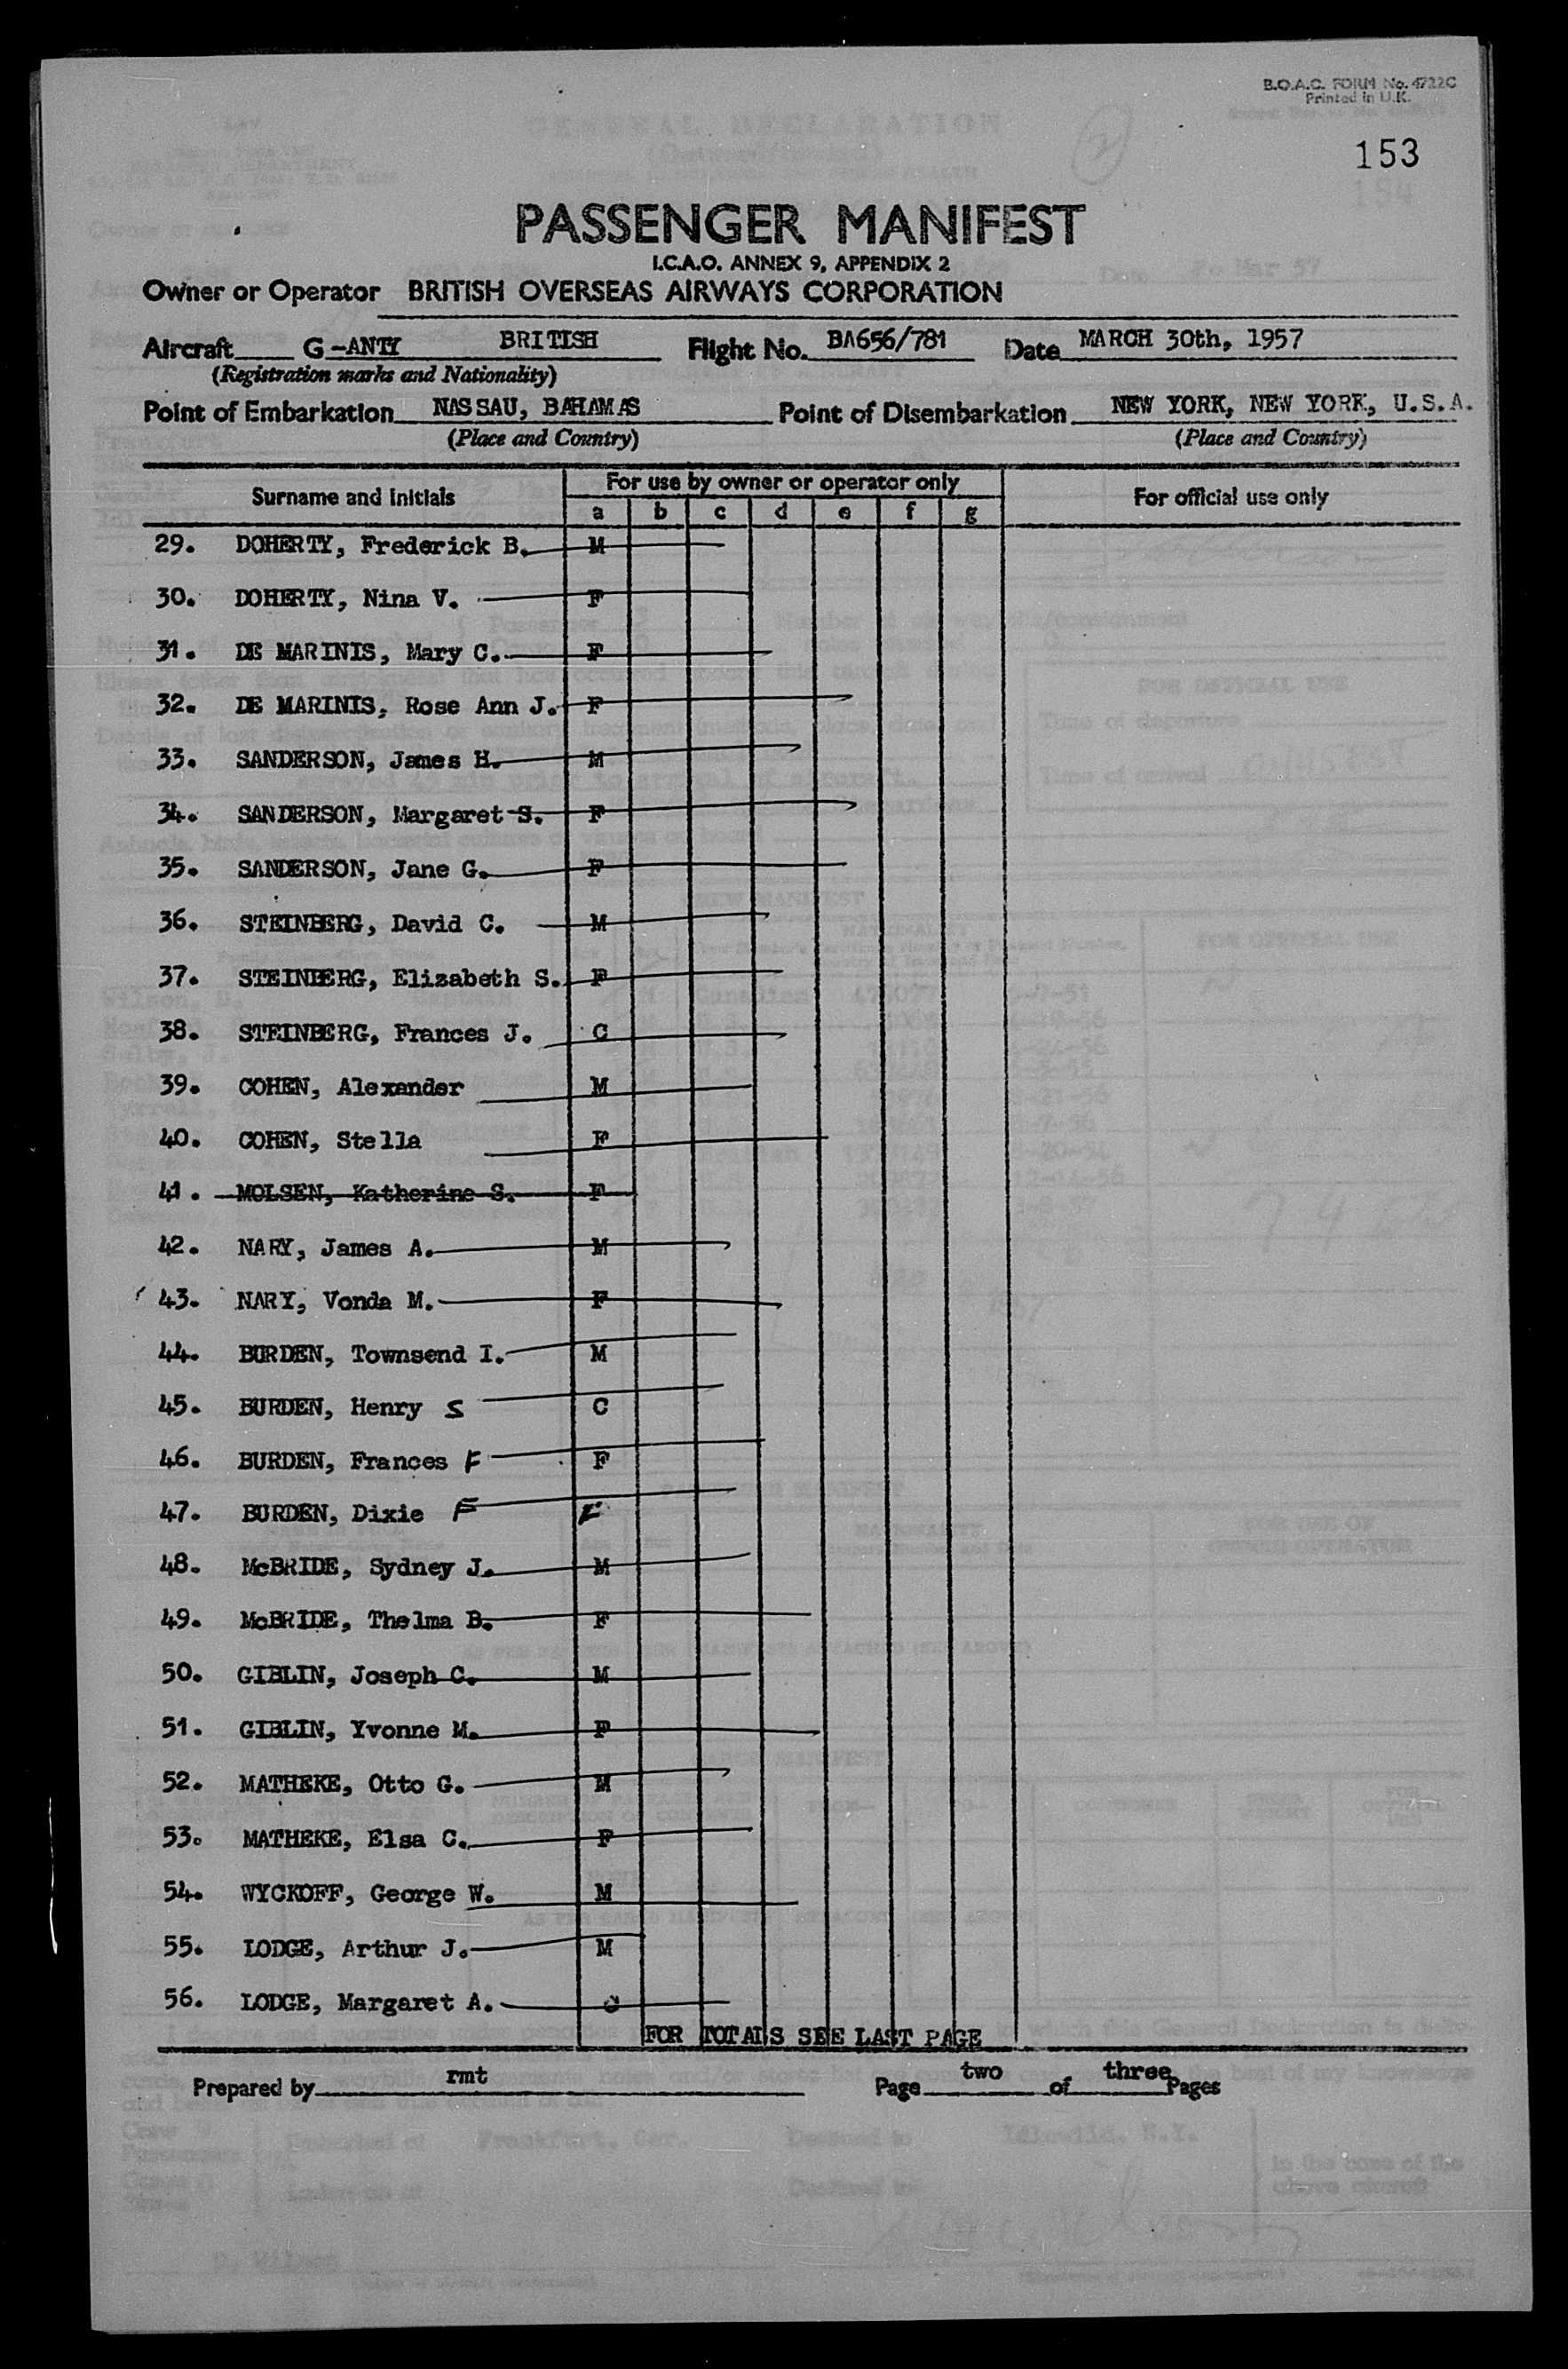 B.O.A.C. FORM No. 4722C
Printed in U.K.
153
PASSENGER MANIFEST
I.C.A.O. ANNEX 9, APPENDIX 2
Owner or Operator BRITISH OVERSEAS AIRWAYS CORPORATION
Aircraft G-ANTY BRITISH Flight No. BA656/781 Date MARCH 30th, 1957
(Registration marks and Nationality)
Point of Embarkation NASSAU, BAHAMAS Point of Disembarkation NEW YORK, NEW YORK, U.S.A.
(Place and Country) (Place and Country)
Surname and Initials For use by owner or operator only For official use only
a b c d e f g
29. DOHERTY, Frederick B. M
30. DOHERTY, Nina V. F
31. DE MARINIS, Mary C. F
32. DE MARINIS, Rose Ann J. F
33. SANDERSON, James H. M
34. SANDERSON, Margaret S. F
35. SANDERSON, Jane G. F
36. STEINBERG, David C. M
37. STEINBERG, Elizabeth S. F
38. STEINBERG, Frances J. C
39. COHEN, Alexander M
40. COHEN, Stella F
41. MOLSEN, Katherine S. F
42. NARY, James A. M
43. NARY, Vonda M. F
44. BURDEN, Townsend I. M
45. BURDEN, Henry S C
46. BURDEN, Frances F F
47. BURDEN, Dixie F F
48. McBRIDE, Sydney J. M
49. McBRIDE, Thelma B. F
50. GIBLIN, Joseph C. M
51. GIBLIN, Yvonne M. F
52. MATHEKE, Otto G. M
53. MATHEKE, Elsa C. F
54. WYCKOFF, George W. M
55. LODGE, Arthur J. M
56. LODGE, Margaret A. C
FOR TOTALS SEE LAST PAGE
Prepared by rmt Page two of three Pages